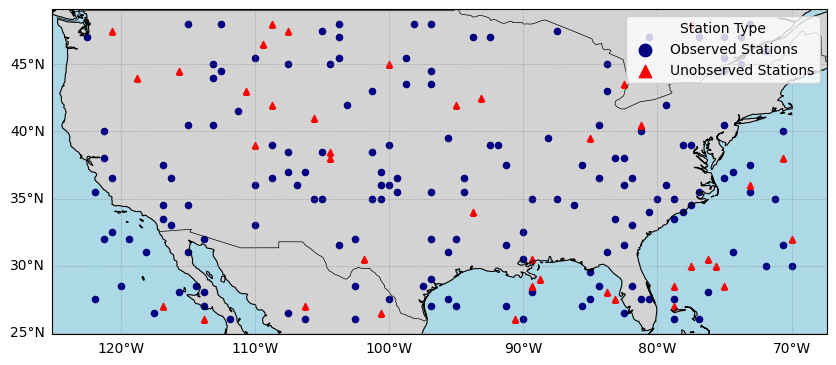 Station Type
Observed Stations
Unobserved Stations
45°N
40°N
35°N
30°N
25°N
120°W 110°W 100°W 90°W 80°W 70°W